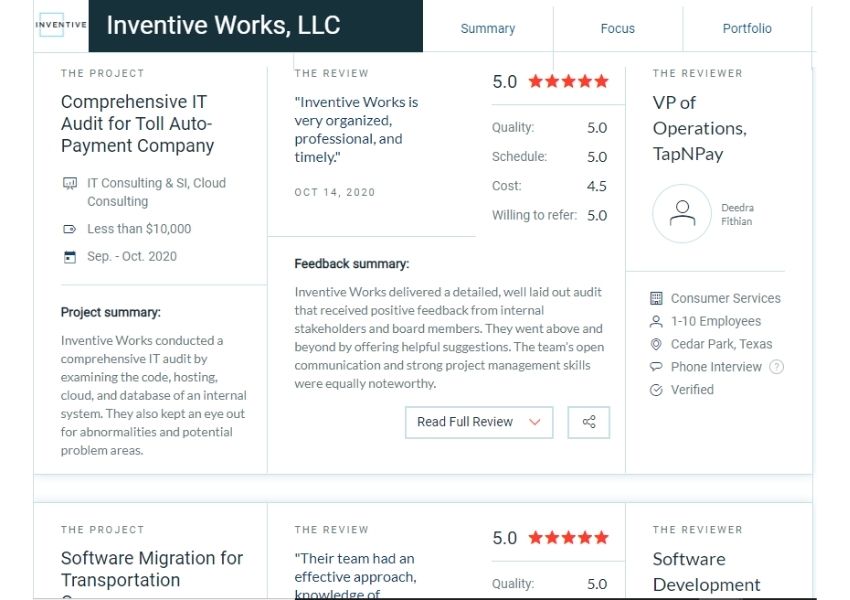 INVENTIVE
Inventive Works, LLC
Summary
Focus
Portfolio
THE PROJECT
Comprehensive IT
Audit for Toll Auto-
Payment Company
IT Consulting & SI, Cloud
Consulting
Less than $10,000
Sep. - Oct. 2020
Project summary:
Inventive Works conducted a
comprehensive IT audit by
examining the code, hosting,
cloud, and database of an internal
system. They also kept an eye out
for abnormalities and potential
problem areas.
THE REVIEW
"Inventive Works is
very organized,
professional, and
timely."
OCT 14, 2020
5.0
Quality: 5.0
Schedule: 5.0
Cost: 4.5
Willing to refer: 5.0
Feedback summary:
Inventive Works delivered a detailed, well laid out audit
that received positive feedback from internal
stakeholders and board members. They went above and
beyond by offering helpful suggestions. The team's open
communication and strong project management skills
were equally noteworthy.
Read Full Review
THE REVIEWER
VP of
Operations,
TapNPay
Deedra
Fithian
Consumer Services
1-10 Employees
Cedar Park, Texas
Phone Interview ?
Verified
THE PROJECT
Software Migration for
Transportation
THE REVIEW
"Their team had an
effective approach,
knowledge of
5.0
Quality: 5.0
THE REVIEWER
Software
Development